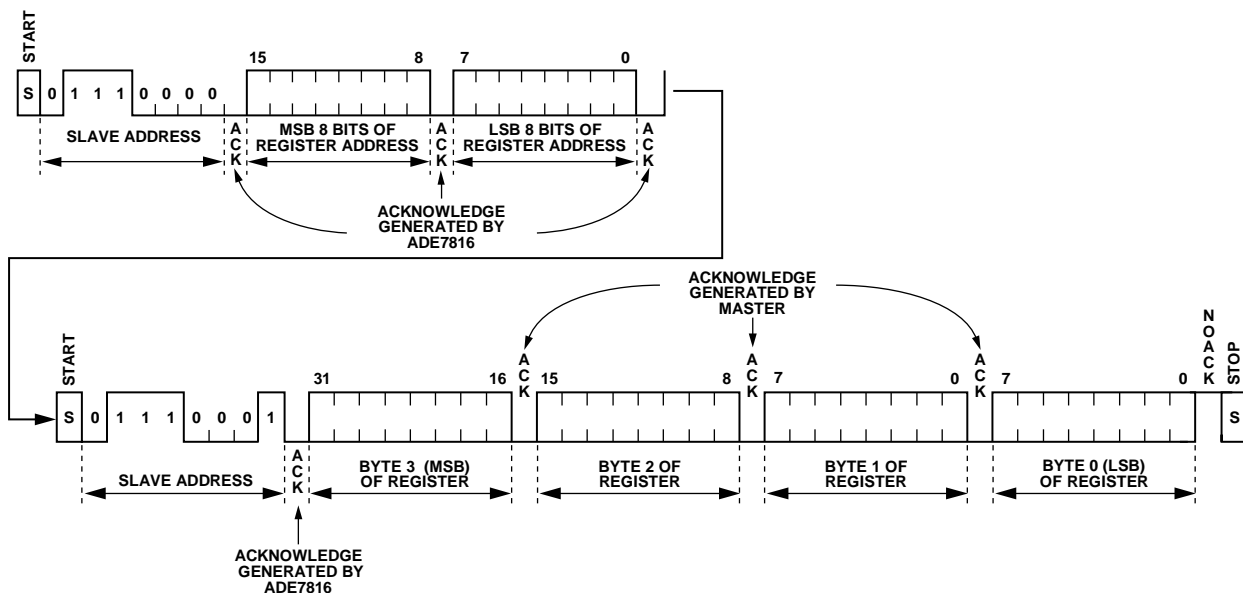 START
15 8 7 0
S 0 1 1 1 0 0 0 0
SLAVE ADDRESS
ACK
MSB 8 BITS OF
REGISTER ADDRESS
ACK
LSB 8 BITS OF
REGISTER ADDRESS
ACK
ACKNOWLEDGE
GENERATED BY
ADE7816
ACKNOWLEDGE
GENERATED BY
MASTER
START
31 16
ACK
15 8
ACK
7 0
ACK
7 0
NOACK
STOP
S 0 1 1 1 0 0 0 1
S
SLAVE ADDRESS
ACK
BYTE 3 (MSB)
OF REGISTER
BYTE 2 OF
REGISTER
BYTE 1 OF
REGISTER
BYTE 0 (LSB)
OF REGISTER
ACKNOWLEDGE
GENERATED BY
ADE7816